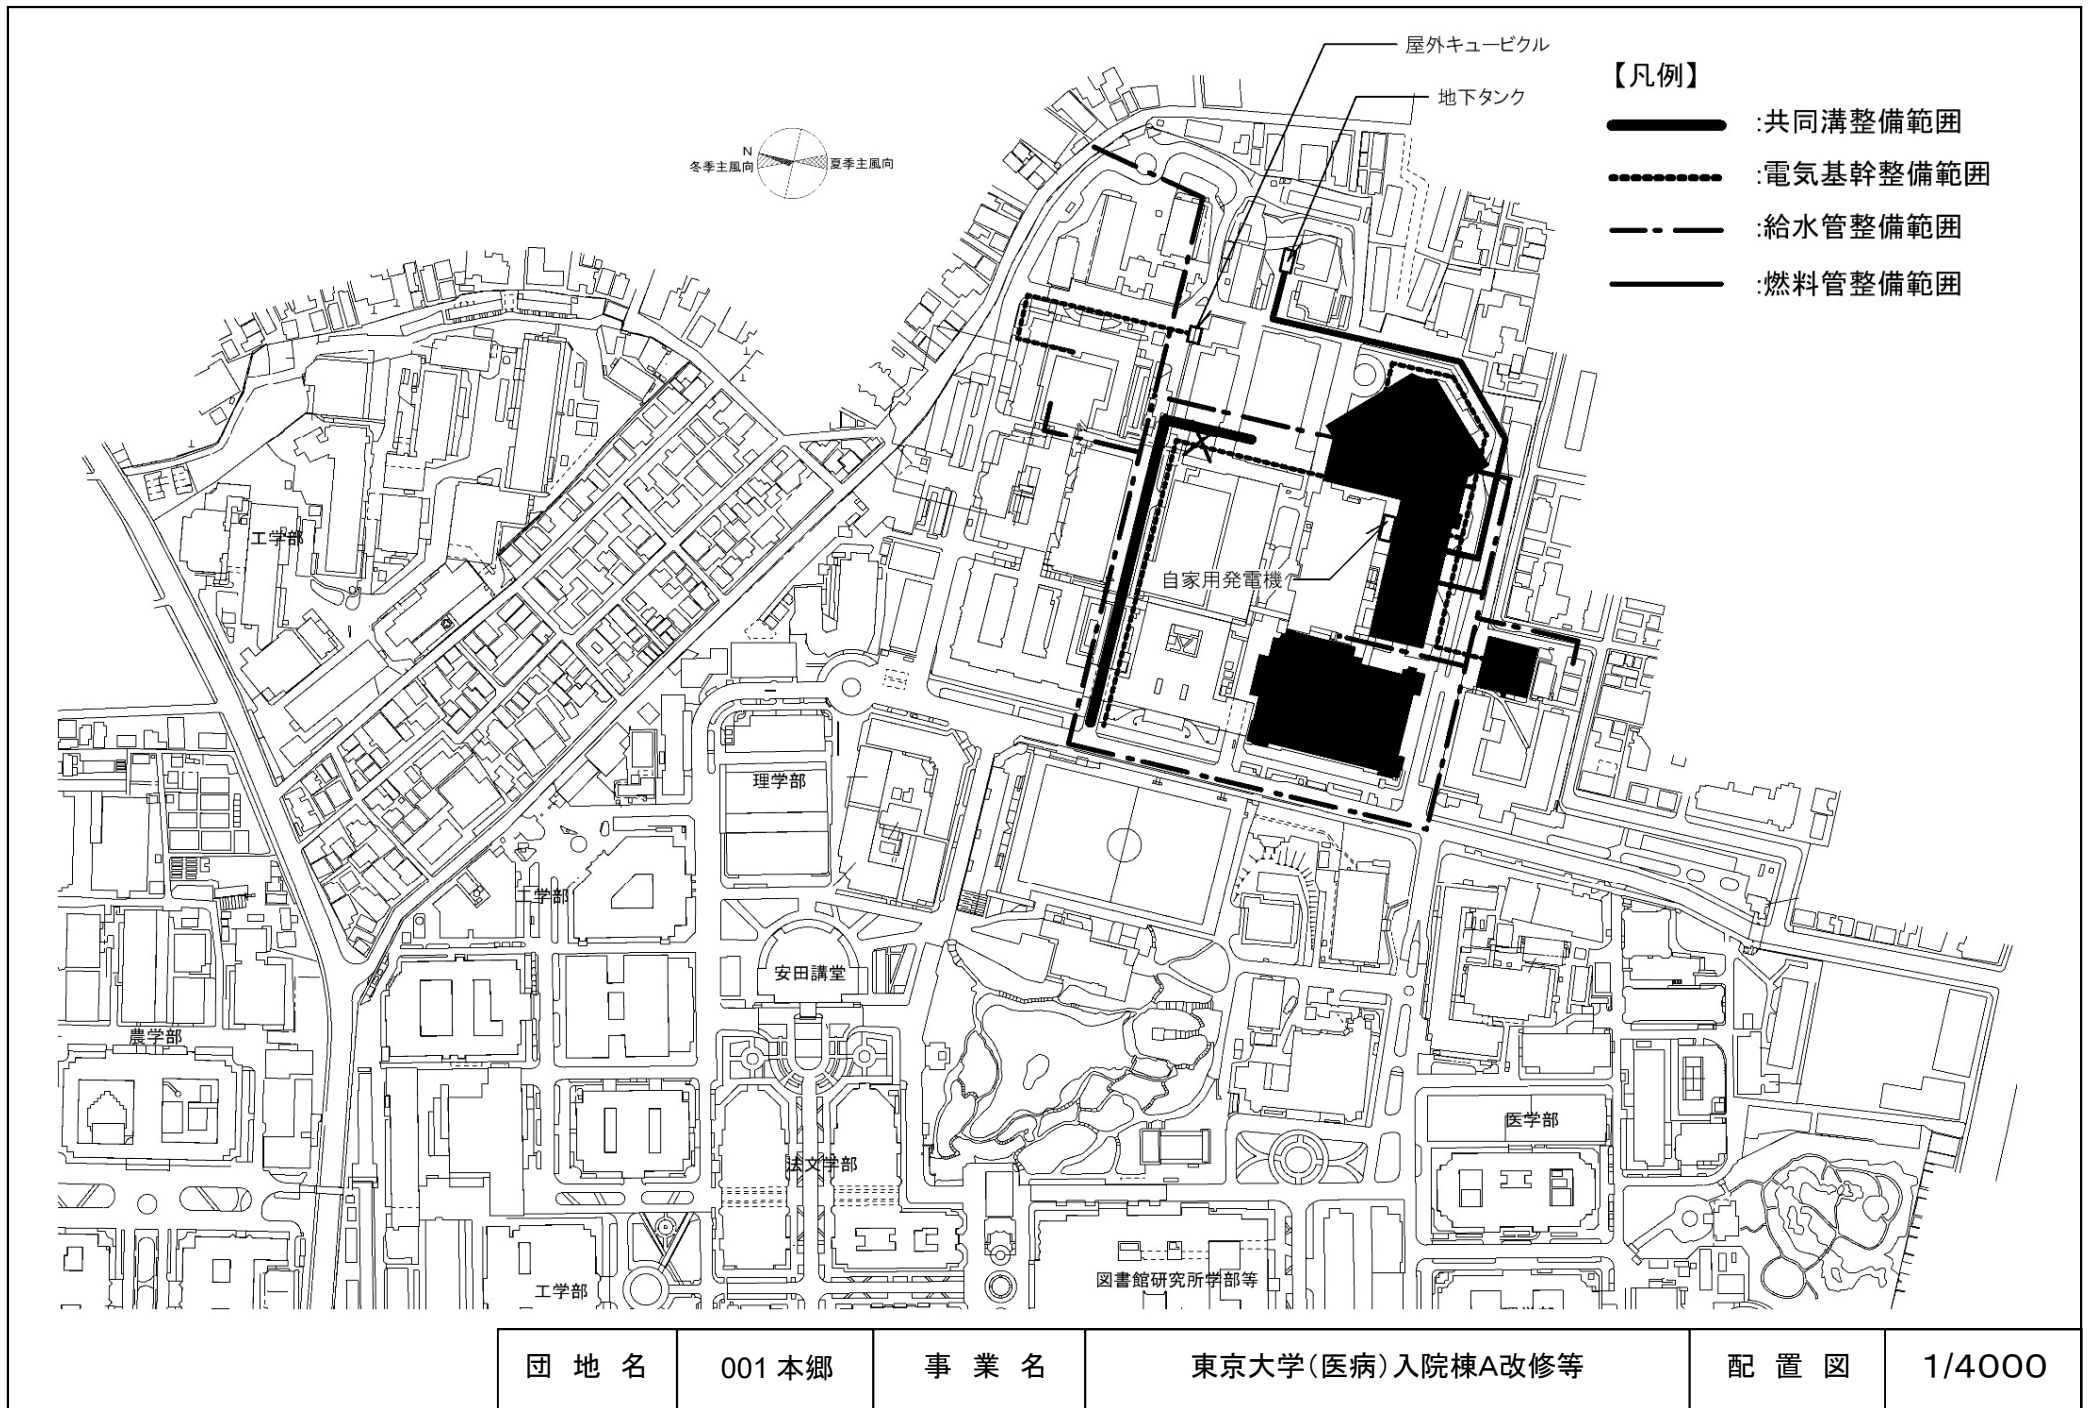 屋外キュービクル
地下タンク
【凡例】
:共同溝整備範囲
:電気基幹整備範囲
:給水管整備範囲
:燃料管整備範囲
N
冬季主風向
夏季主風向
工学部
自家用発電機
理学部
工学部
安田講堂
農学部
医学部
法文学部
図書館研究所学部等
工学部
団地名
001 本郷
事業名
東京大学(医病)入院棟A改修等
配置図
1/4000